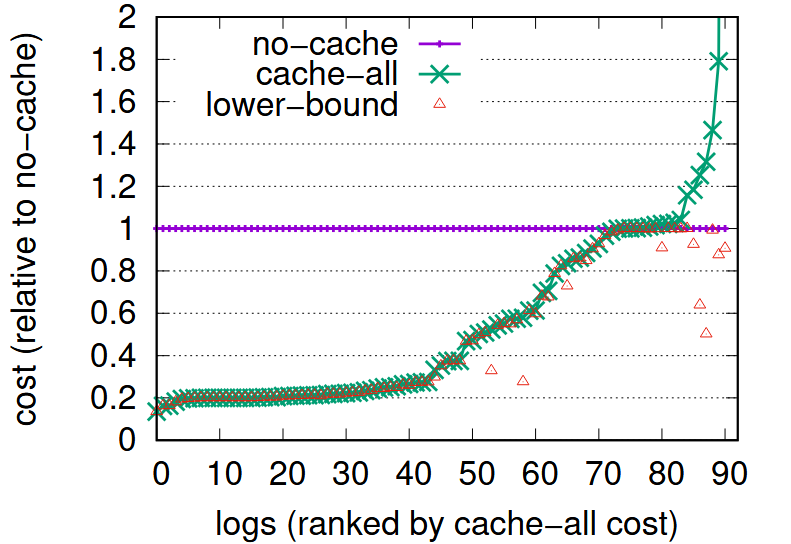 cost (relative to no−cache)
2
1.8
1.6
1.4
1.2
1
0.8
0.6
0.4
0.2
0
no−cache
cache−all
lower−bound
0 10 20 30 40 50 60 70 80 90
logs (ranked by cache−all cost)